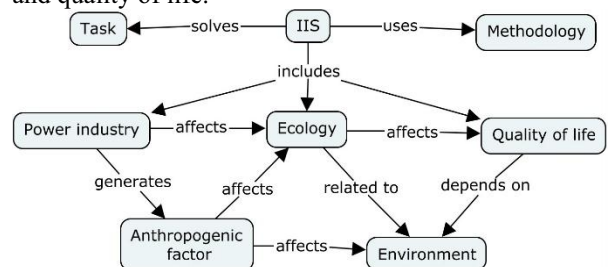 and quality of life.
Task
solves
IIS
uses
Methodology
includes
Power industry
affects
Ecology
affects
Quality of life
generates
affects
related to
depends on
Anthropogenic
factor
affects
Environment